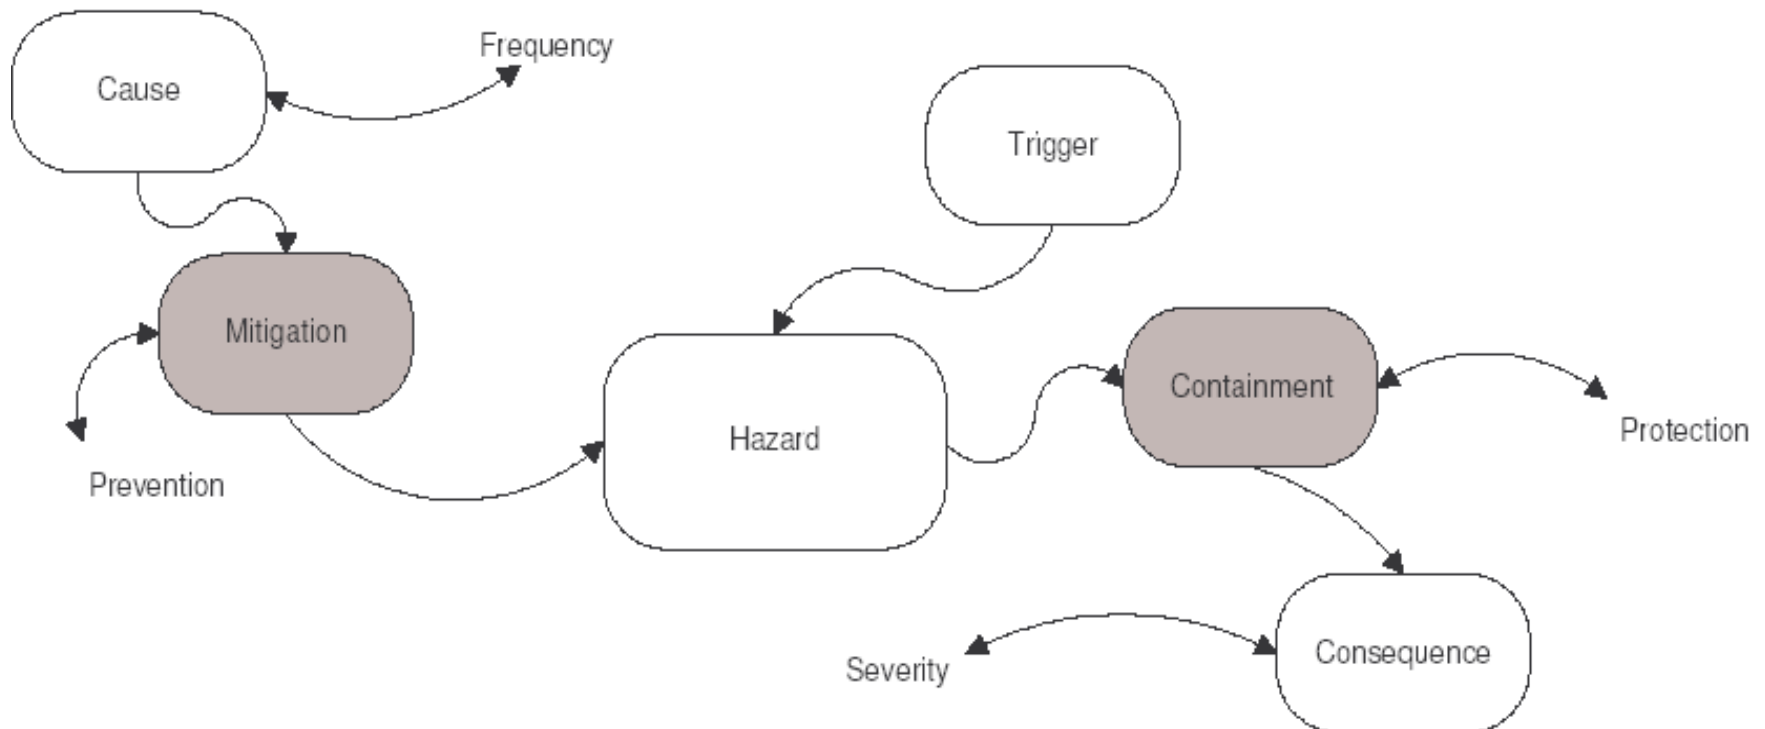 Frequency
Cause
Trigger
Mitigation
Containment
Protection
Hazard
Prevention
Consequence
Severity